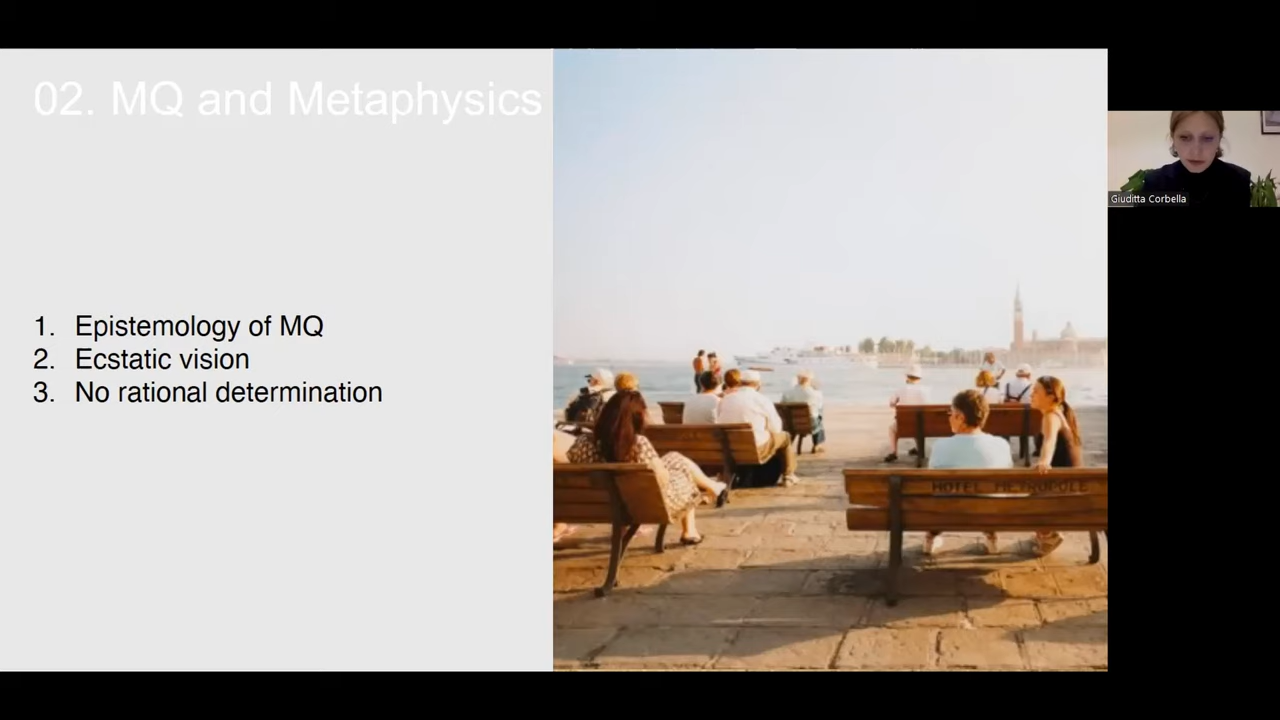 02. MQ and Metaphysics
Giuditta Corbella
1. Epistemology of MQ
2. Ecstatic vision
3. No rational determination
HOTEL METROPOLE